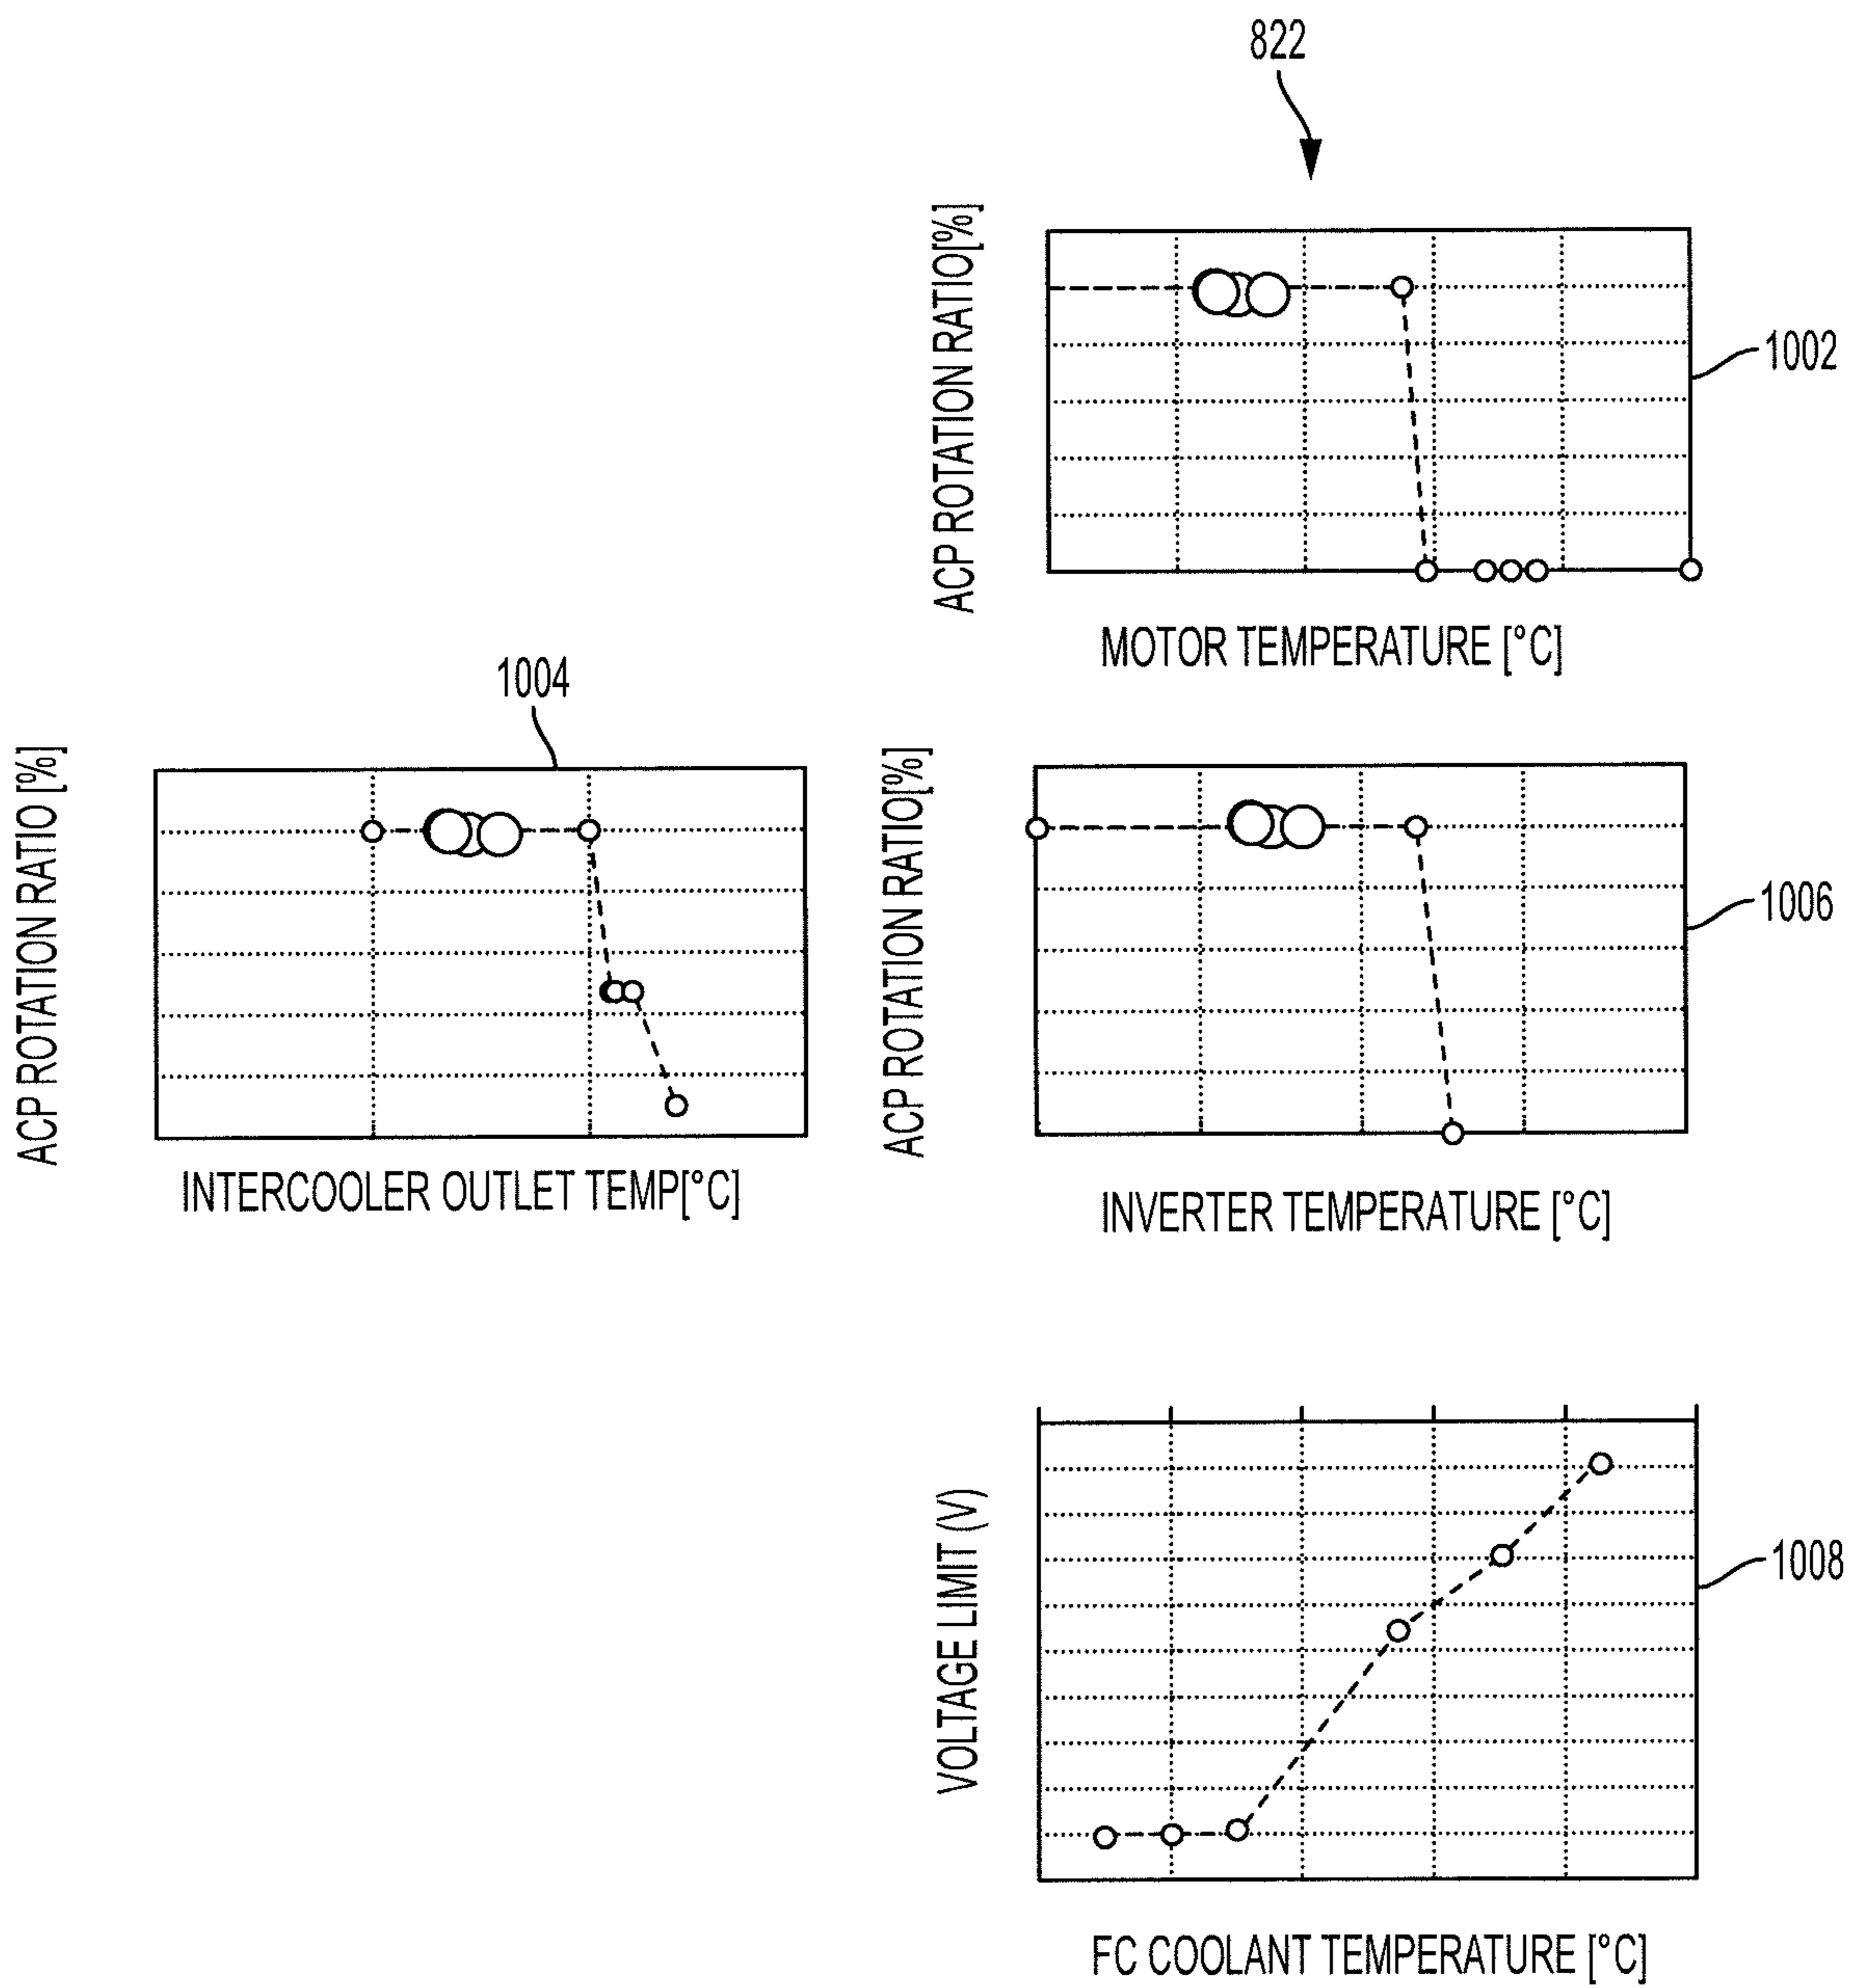 822
ACP ROTATION RATIO[%]
1002
MOTOR TEMPERATURE [°C]
1004
ACP ROTATION RATIO [%]
INTERCOOLER OUTLET TEMP[°C]
ACP ROTATION RATIO[%]
1006
INVERTER TEMPERATURE [°C]
VOLTAGE LIMIT (V)
1008
FC COOLANT TEMPERATURE [°C]